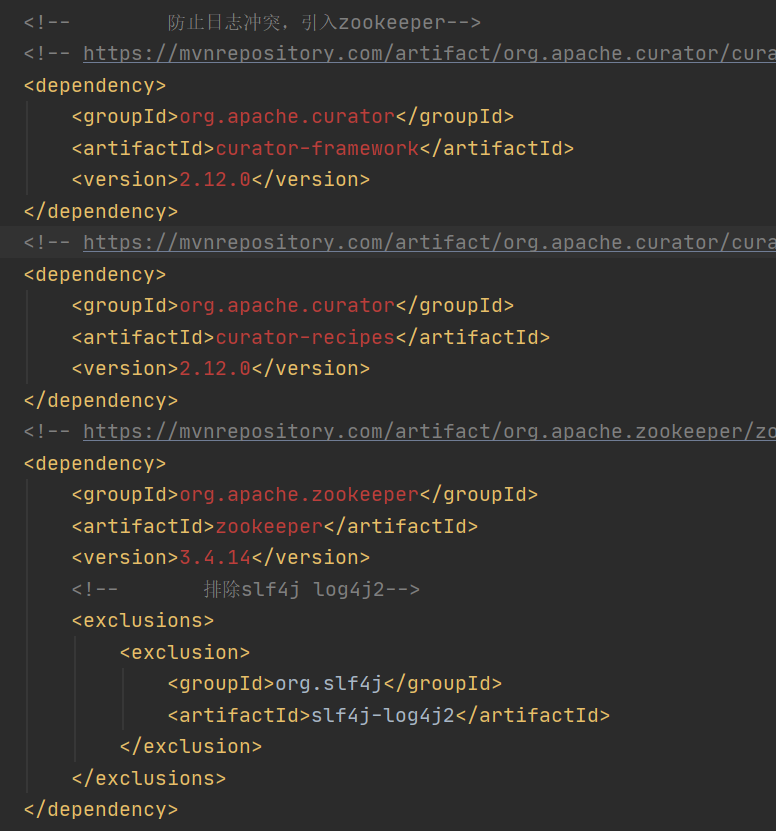 <!--        防止日志冲突，引入zookeeper-->
<!-- https://mvnrepository.com/artifact/org.apache.curator/cura
<dependency>
    <groupId>org.apache.curator</groupId>
    <artifactId>curator-framework</artifactId>
    <version>2.12.0</version>
</dependency>
<!-- https://mvnrepository.com/artifact/org.apache.curator/cura
<dependency>
    <groupId>org.apache.curator</groupId>
    <artifactId>curator-recipes</artifactId>
    <version>2.12.0</version>
</dependency>
<!-- https://mvnrepository.com/artifact/org.apache.zookeeper/zo
<dependency>
    <groupId>org.apache.zookeeper</groupId>
    <artifactId>zookeeper</artifactId>
    <version>3.4.14</version>
    <!--       排除slf4j log4j2-->
    <exclusions>
        <exclusion>
            <groupId>org.slf4j</groupId>
            <artifactId>slf4j-log4j2</artifactId>
        </exclusion>
    </exclusions>
</dependency>